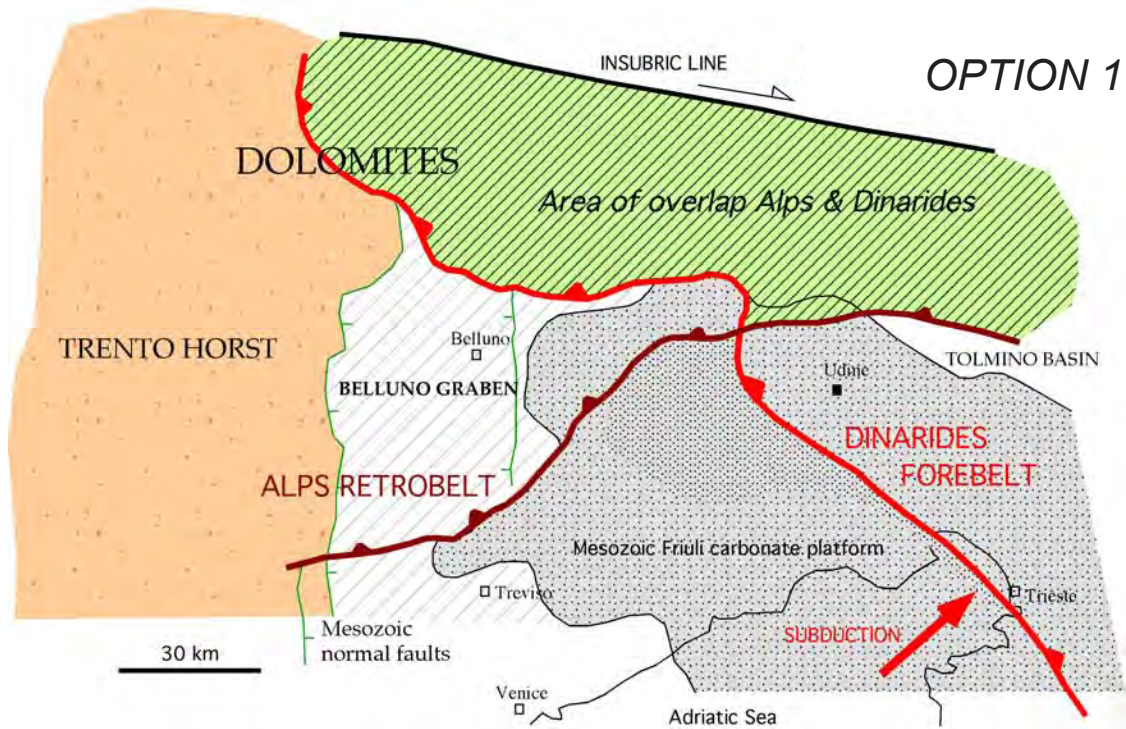 INSUBRIC LINE
OPTION 1
DOLOMITES
Area of overlap Alps & Dinarides
TRENTO HORST
Belluno
BELLUNO GRABEN
Udine
TOLMINO BASIN
DINARIDES
FOREBELT
ALPS RETROBELT
Mesozoic Friuli carbonate platform
Treviso
Trieste
Mesozoic
normal faults
SUBDUCTION
30 km
Venice
Adriatic Sea